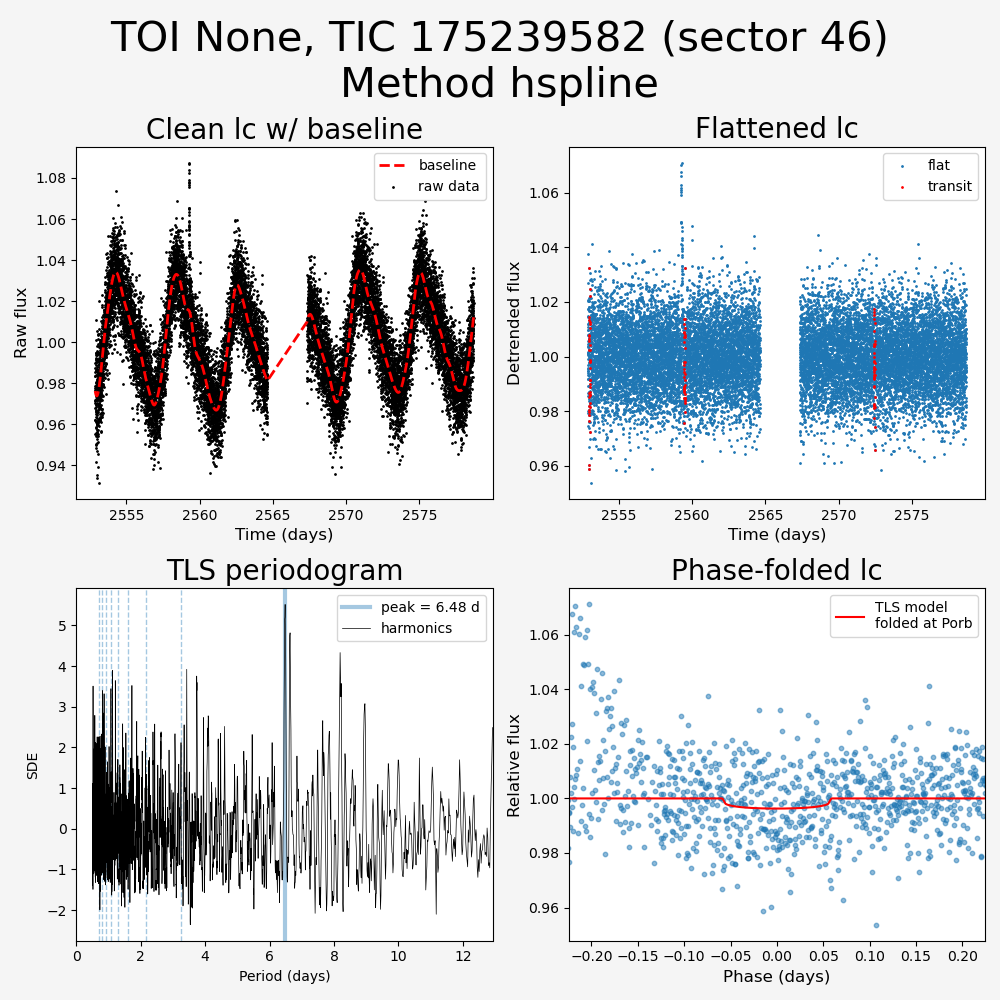 TOI None, TIC 175239582 (sector 46)
Method hspline
Clean lc w/ baseline
baseline
raw data
1.08
1.06
1.04
1.02
1.00
0.98
0.96
0.94
Raw flux
2555
2560
2565
2570
2575
Time (days)
Flattened lc
flat
transit
1.06
1.04
1.02
1.00
0.98
0.96
Detrended flux
2555
2560
2565
2570
2575
Time (days)
TLS periodogram
peak = 6.48 d
harmonics
5
4
3
2
1
0
−1
−2
SDE
0
2
4
6
8
10
12
Period (days)
Phase-folded lc
TLS model
folded at Porb
1.06
1.04
1.02
1.00
0.98
0.96
Relative flux
−0.20
−0.15
−0.10
−0.05
0.00
0.05
0.10
0.15
0.20
Phase (days)